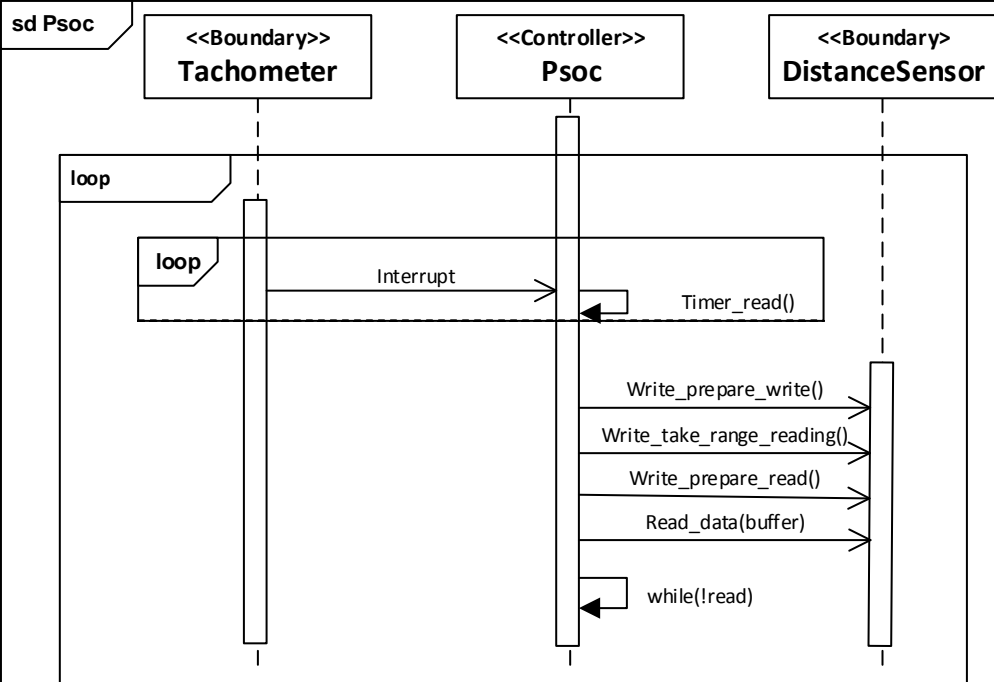 sd Psoc
<<Boundary>>
Tachometer
<<Controller>>
Psoc
<<Boundary>
DistanceSensor
loop
loop
Interrupt
Timer_read()
Write_prepare_write()
Write_take_range_reading()
Write_prepare_read()
Read_data(buffer)
while(!read)